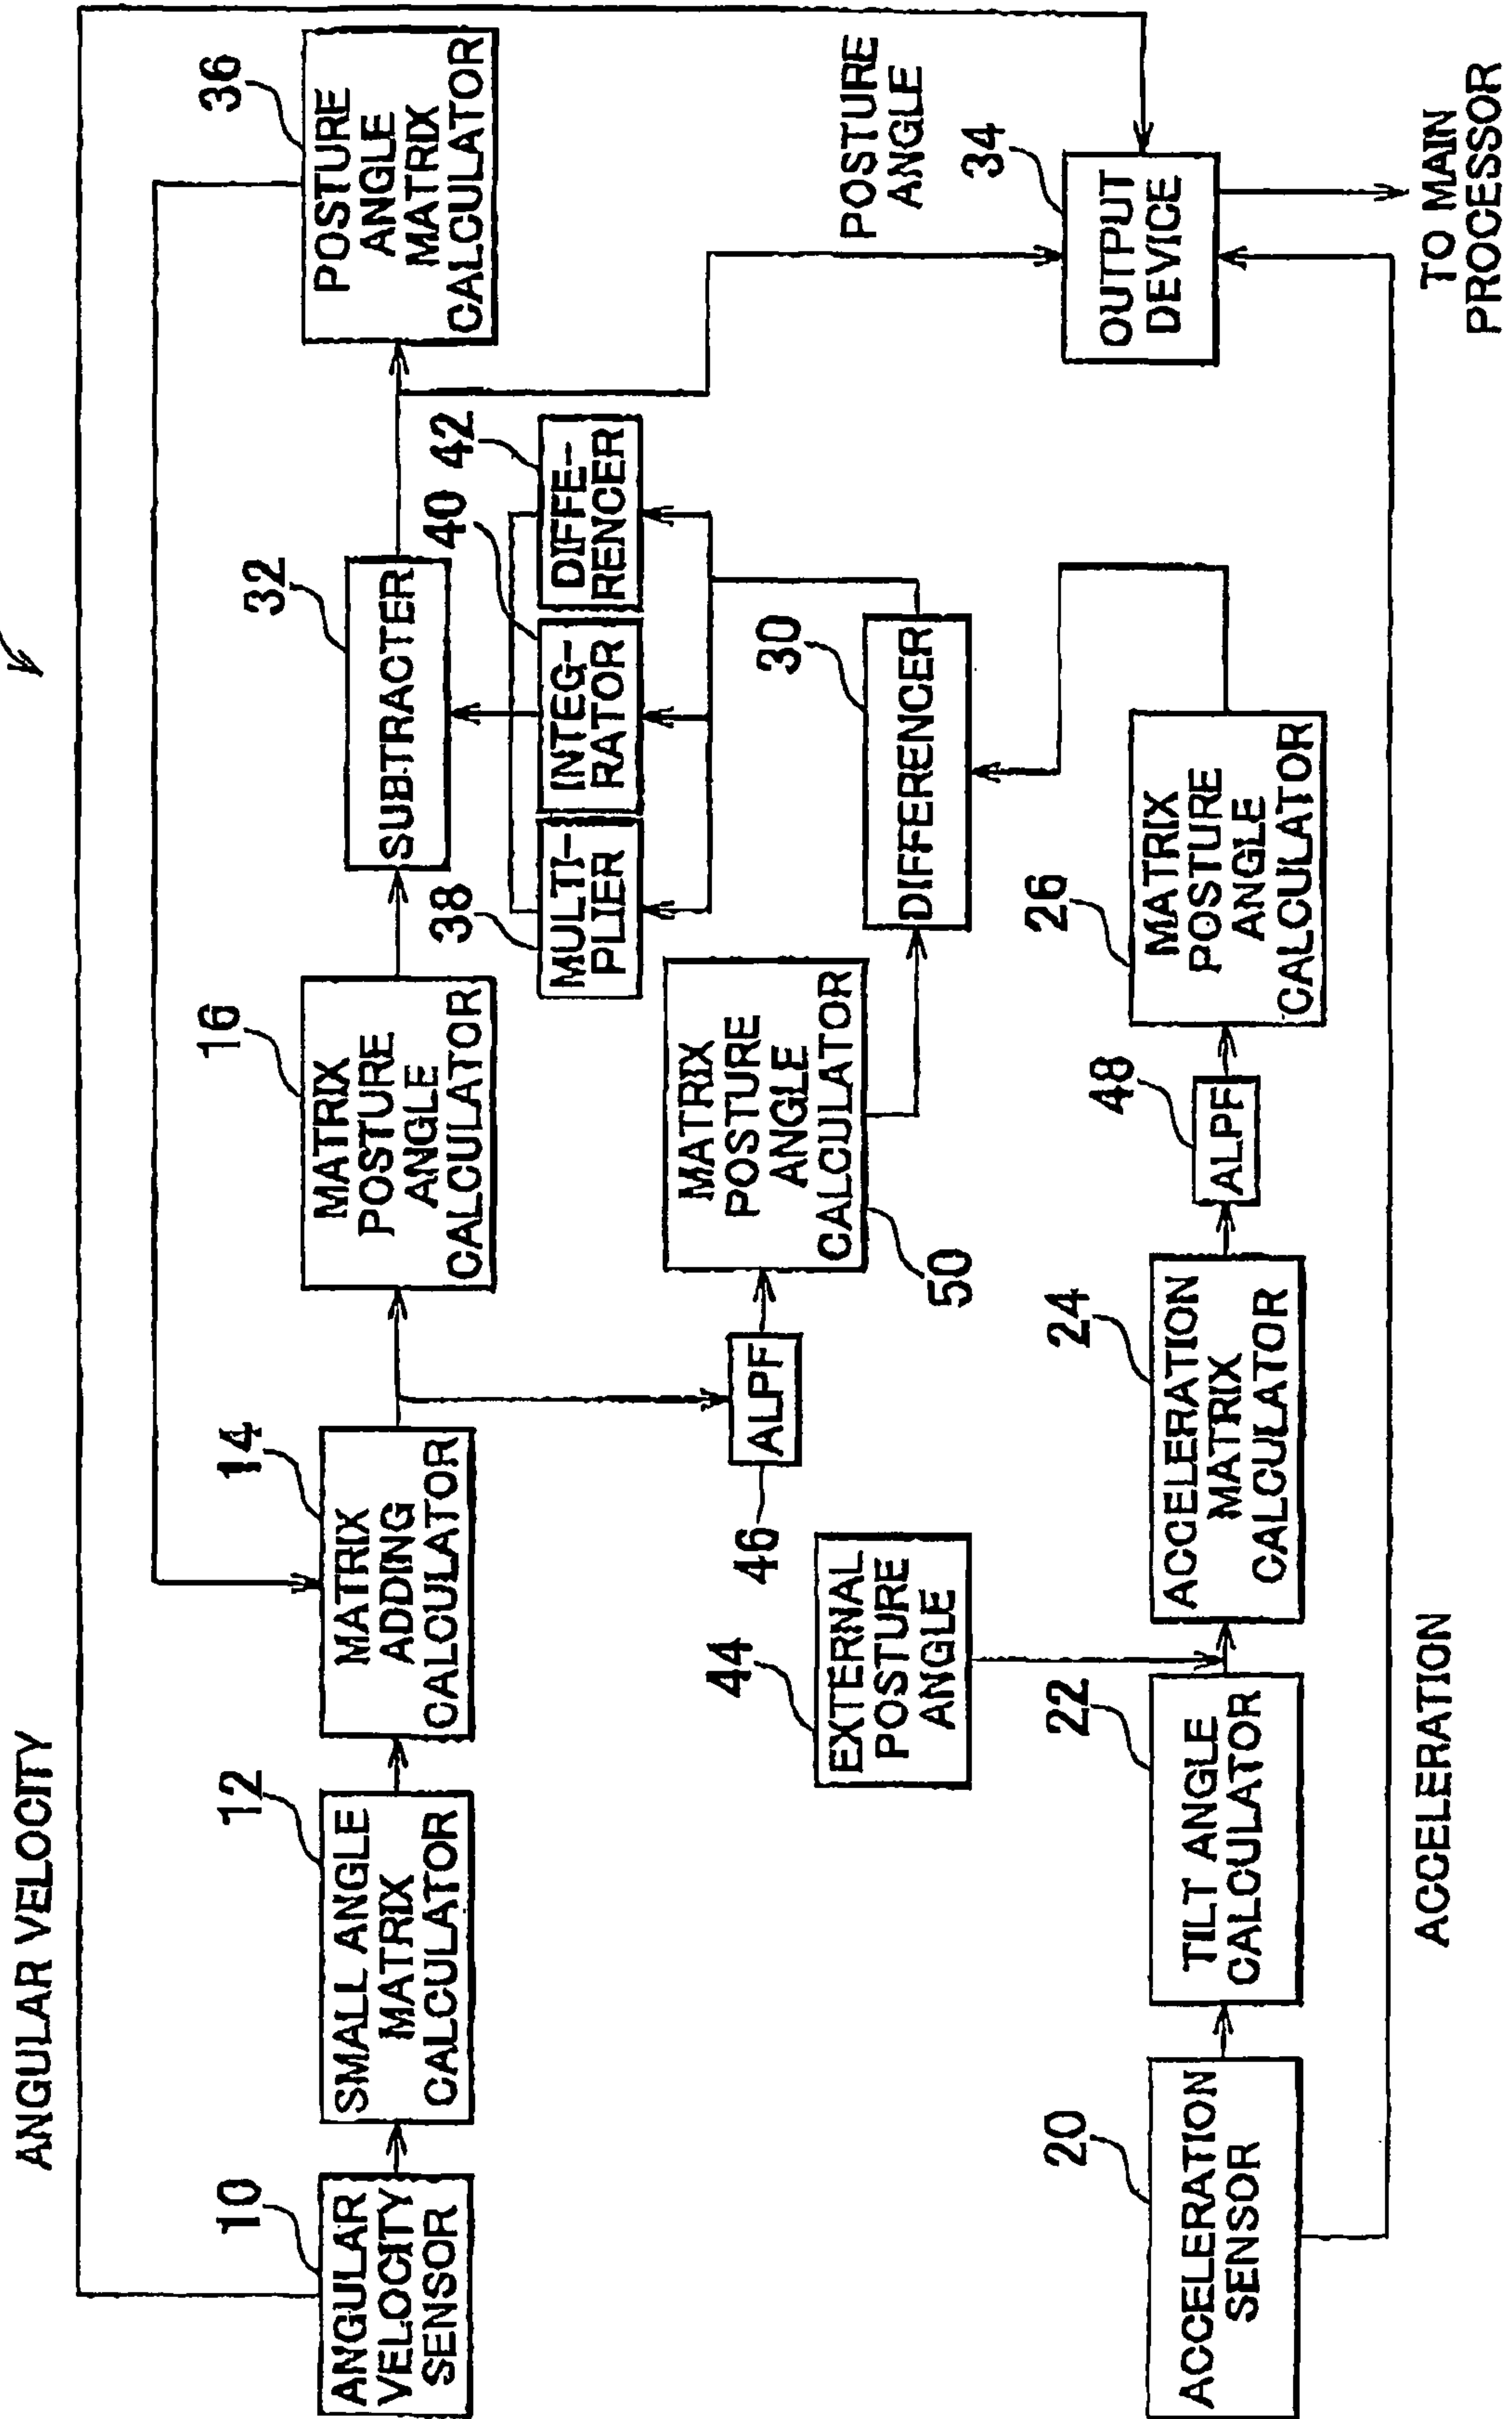 ANGULAR VELOCITY
10
ANGULAR
VELOCITY
SENSOR
12
SMALL ANGLE
MATRIX
CALCULATOR
14
MATRIX
ADDING
CALCULATOR
16
MATRIX
POSTURE
ANGLE
CALCULATOR
32
SUBTRACTER
36
POSTURE
ANGLE
MATRIX
CALCULATOR
38
MULTI-
PLIER
40
INTEG-
RATOR
42
DIFFE-
RENCER
46
ALPF
MATRIX
POSTURE
ANGLE
CALCULATOR
50
30
DIFFERENCER
POSTURE
ANGLE
44
EXTERNAL
POSTURE
ANGLE
34
OUTPUT
DEVICE
20
ACCELERATION
SENSOR
22
TILT ANGLE
CALCULATOR
24
ACCELERATION
MATRIX
CALCULATOR
48
ALPF
26
MATRIX
POSTURE
ANGLE
CALCULATOR
ACCELERATION
TO MAIN
PROCESSOR